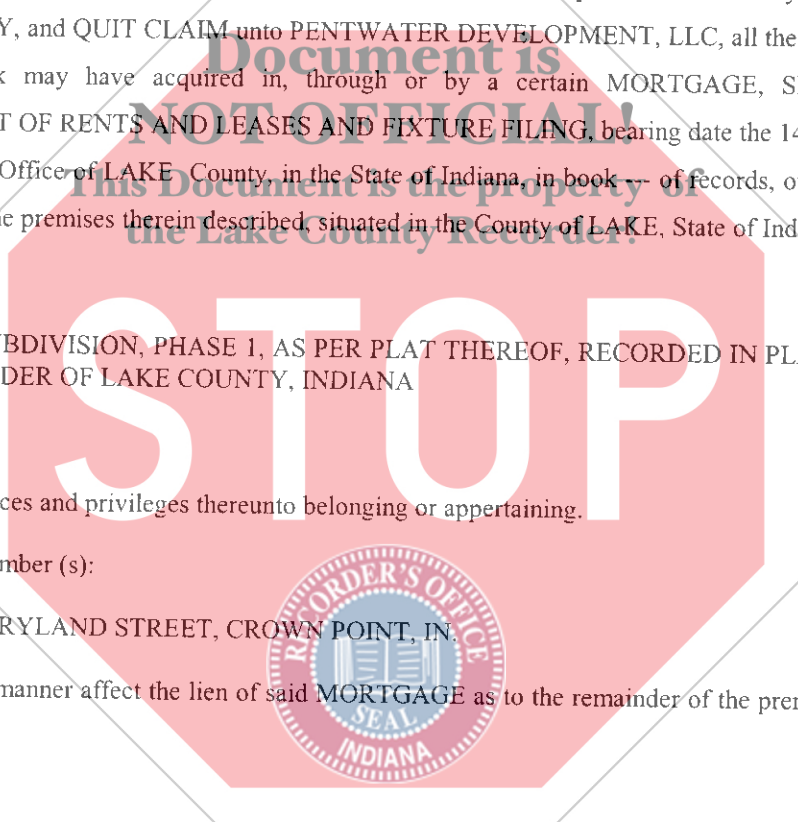 Y, and QUIT CLAIM unto PENTWATER DEVELOPMENT, LLC, all the
Document is
k may have acquired in, through or by a certain MORTGAGE,
NOT OFFICIAL!
T OF RENTS AND LEASES AND FIXTURE FILING, bearing date the 14
This Document is the property of
Office of LAKE County, in the State of Indiana, in book --- of records,
the Lake County Recorder!
premises therein described, situated in the County of LAKE, State of Ind
STOP
BDIVISION, PHASE 1, AS PER PLAT THEREOF, RECORDED IN PL
DER OF LAKE COUNTY, INDIANA
ces and privileges thereunto belonging or appertaining.
mber (s):
RYLAND STREET, CROWN POINT, IN.
manner affect the lien of said MORTGAGE as to the remainder of the pre
RECORDER'S OFFICE
SEAL
INDIANA